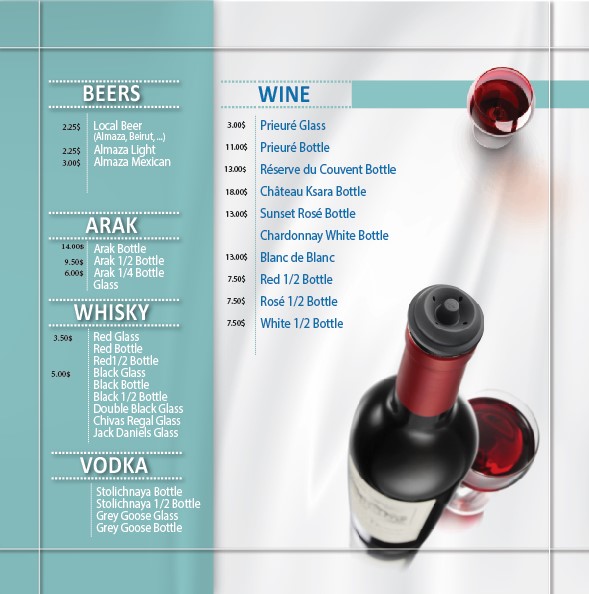 BEERS
2.25$ Local Beer
(Almaza, Beirut, ...)
2.25$ Almaza Light
3.00$ Almaza Mexican
ARAK
14.00$ Arak Bottle
9.50$ Arak 1/2 Bottle
6.00$ Arak 1/4 Bottle
Glass
WHISKY
3.50$ Red Glass
Red Bottle
Red1/2 Bottle
5.00$ Black Glass
Black Bottle
Black 1/2 Bottle
Double Black Glass
Chivas Regal Glass
Jack Daniels Glass
VODKA
Stolichnaya Bottle
Stolichnaya 1/2 Bottle
Grey Goose Glass
Grey Goose Bottle
WINE
3.00$ Prieuré Glass
11.00$ Prieuré Bottle
13.00$ Réserve du Couvent Bottle
18.00$ Château Ksara Bottle
13.00$ Sunset Rosé Bottle
Chardonnay White Bottle
13.00$ Blanc de Blanc
7.50$ Red 1/2 Bottle
7.50$ Rosé 1/2 Bottle
7.50$ White 1/2 Bottle